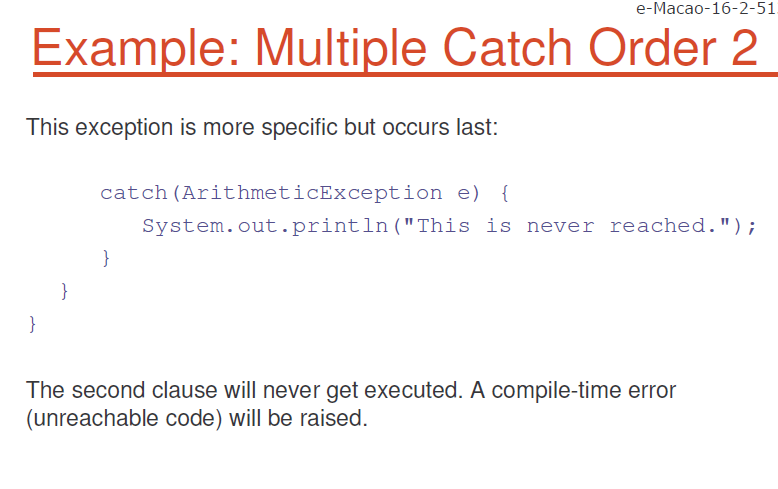 e-Macao-16-2-51
Example: Multiple Catch Order 2
This exception is more specific but occurs last:
catch(ArithmeticException e) {
System.out.println("This is never reached.");
}
}
}
The second clause will never get executed. A compile-time error
(unreachable code) will be raised.